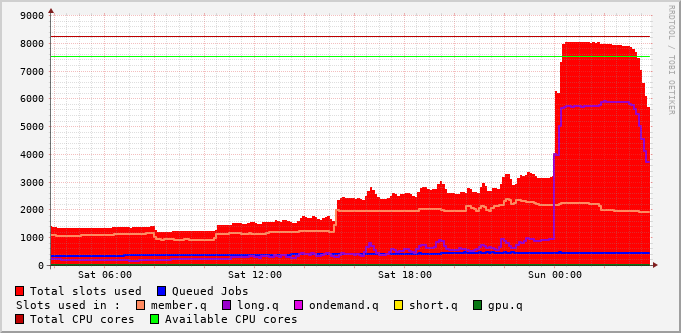 9000
8000
7000
6000
5000
4000
3000
2000
1000
0
Sat 06:00 Sat 12:00 Sat 18:00 Sun 00:00
Total slots used Queued Jobs
Slots used in : member.q long.q ondemand.q short.q gpu.q
Total CPU cores Available CPU cores
RRDTOOL / TOBI OETIKER